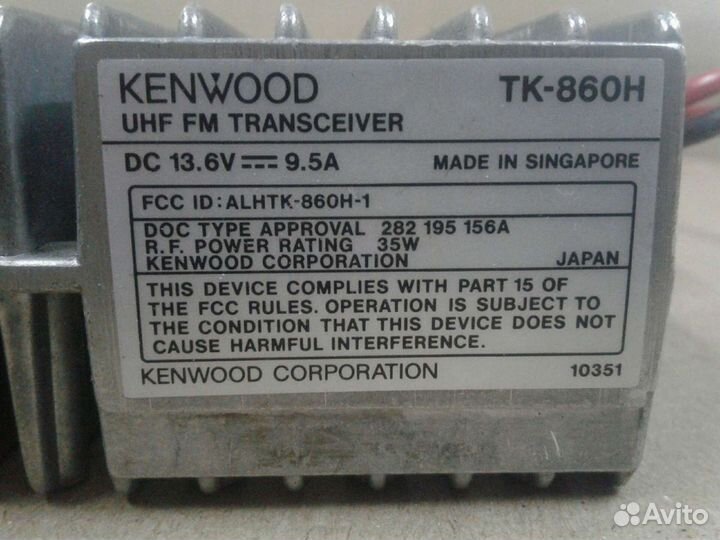 KENWOOD TK-860H
UHF FM TRANSCEIVER
DC 13.6V ⎓ 9.5A MADE IN SINGAPORE
FCC ID: ALHTK-860H-1
DOC TYPE APPROVAL 282 195 156A
R.F. POWER RATING 35W
KENWOOD CORPORATION JAPAN
THIS DEVICE COMPLIES WITH PART 15 OF
THE FCC RULES. OPERATION IS SUBJECT TO
THE CONDITION THAT THIS DEVICE DOES NOT
CAUSE HARMFUL INTERFERENCE.
KENWOOD CORPORATION 10351
Avito